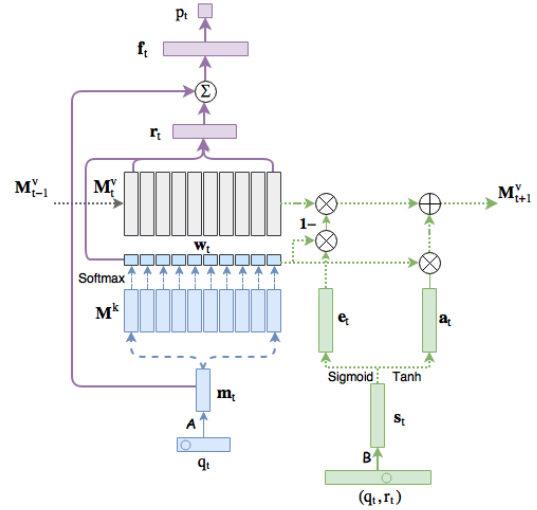 p_t
f_t
Σ
r_t
M^v_{t-1}
M^v_t
M^v_{t+1}
1-
w_t
Softmax
M^k
e_t
a_t
Sigmoid
Tanh
m_t
A
s_t
B
q_t
(q_t, r_t)